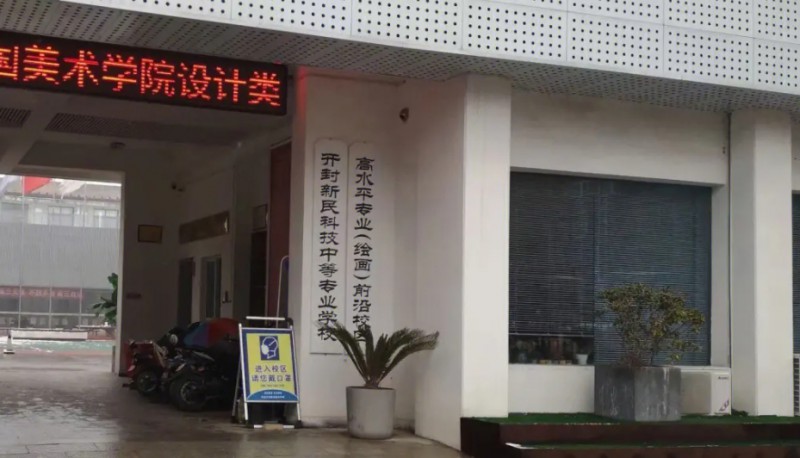 国美术学院设计类
高水平专业(绘画)前沿校
开封新民科技中等专业学校
进入校区
请您戴口罩